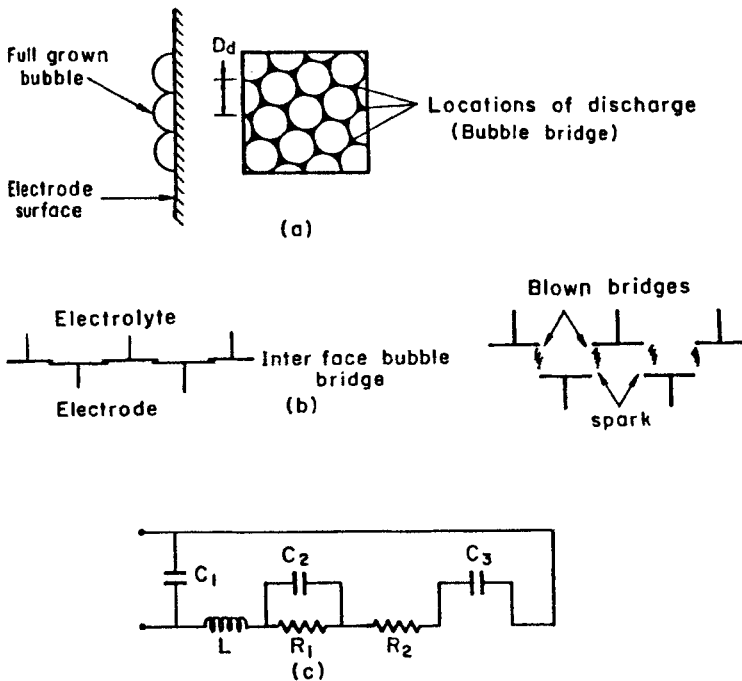 Full grown
bubble
Electrode
surface
Dd
Locations of discharge
(Bubble bridge)
(a)
Electrolyte
Electrode
Inter face bubble
bridge
(b)
Blown bridges
spark
C1
C2
C3
L
R1
R2
(c)